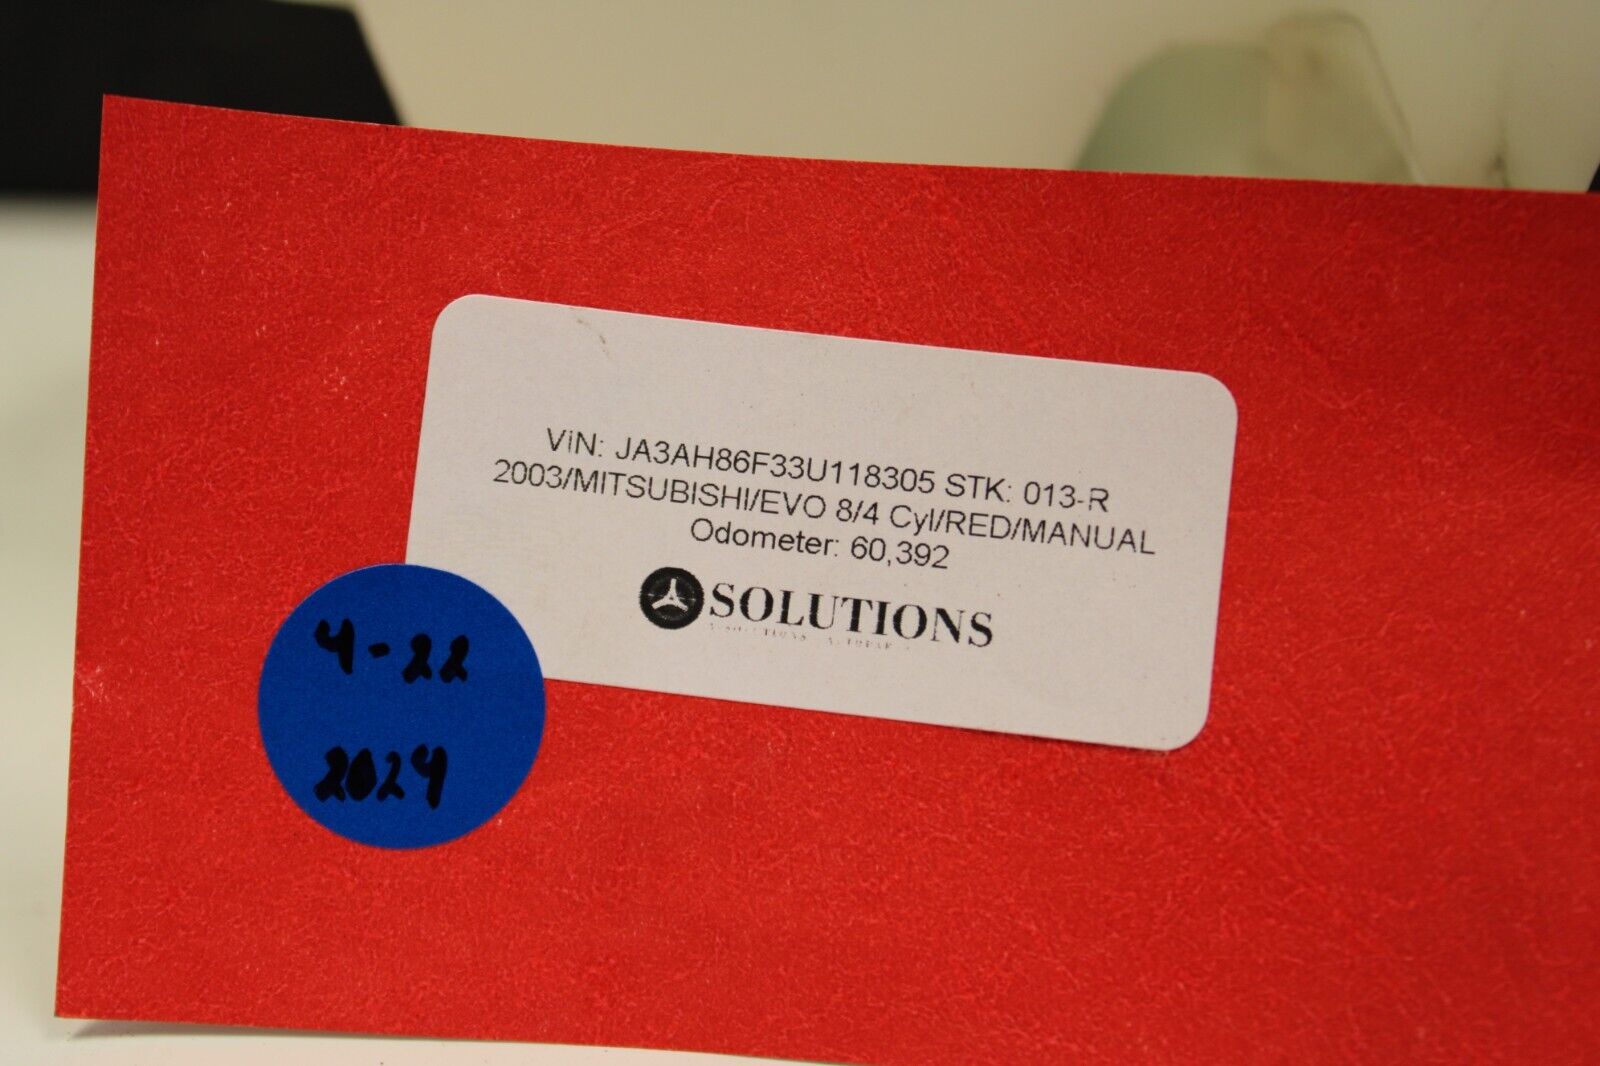 ViN: JA3AH86F33U118305 STK: 013-R
2003/MITSUBISHI/EVO 8/4 Cyl/RED/MANUAL
Odometer: 60,392
SOLUTIONS
4-22
2024